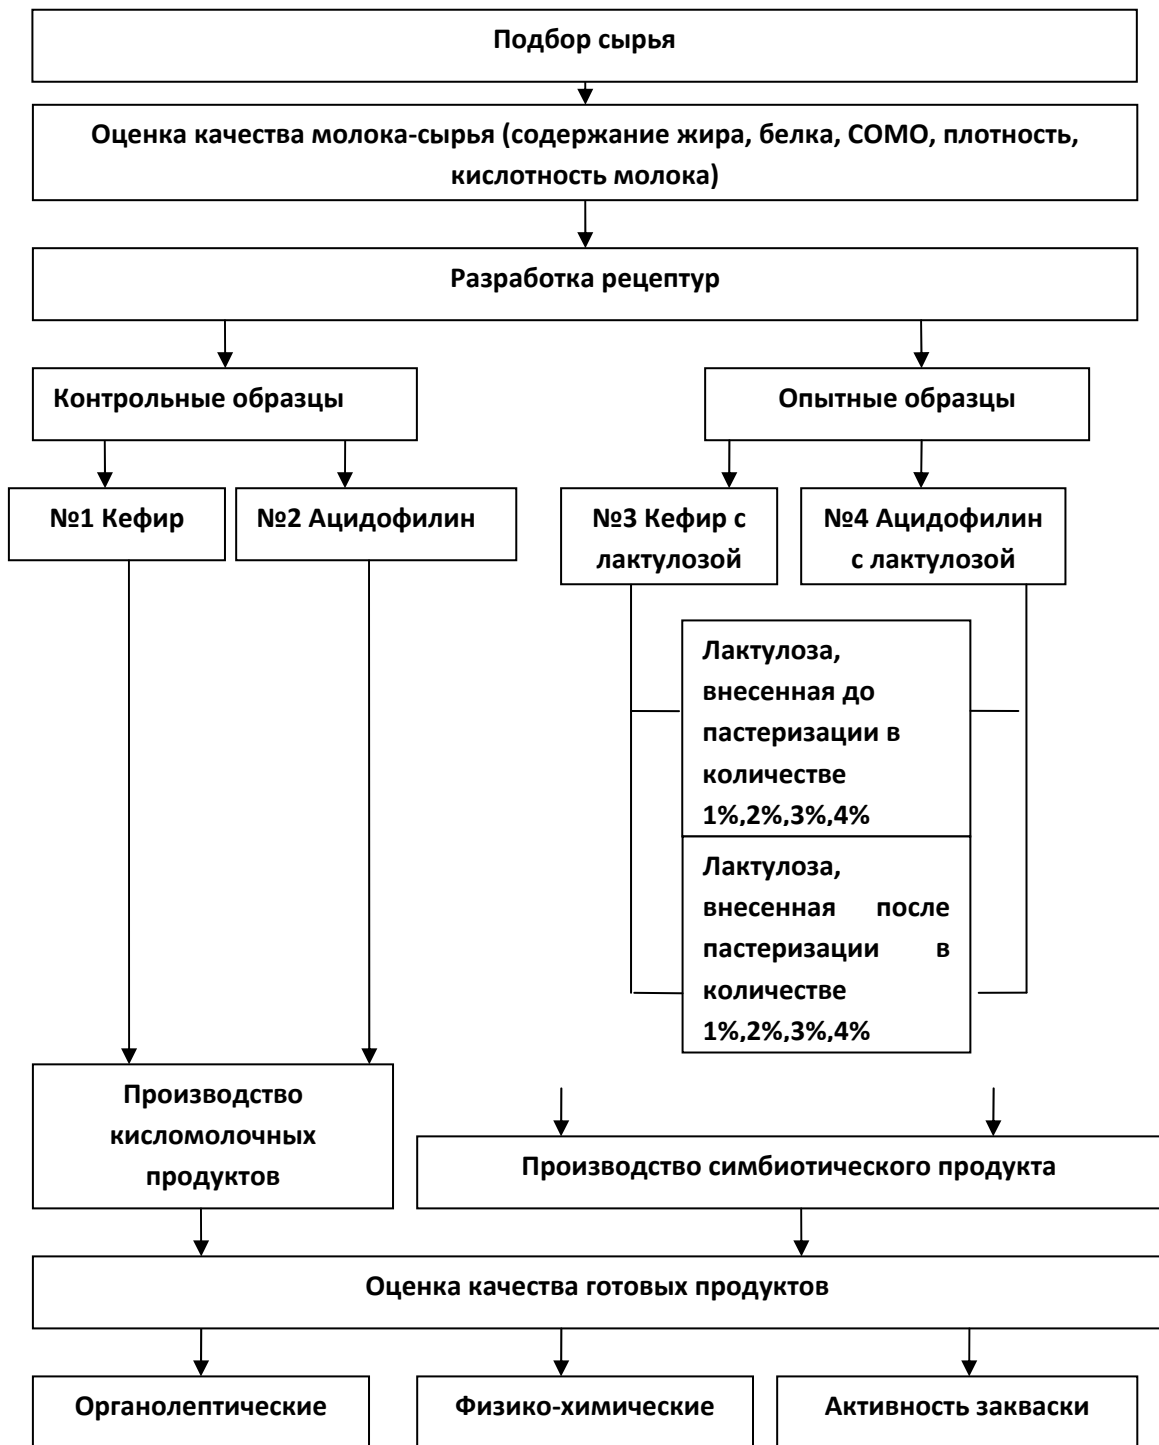 Подбор сырья
Оценка качества молока-сырья (содержание жира, белка, СОМО, плотность,
кислотность молока)
Разработка рецептур
Контрольные образцы
Опытные образцы
№1 Кефир
№2 Ацидофилин
№3 Кефир с
лактулозой
№4 Ацидофилин
с лактулозой
Лактулоза,
внесенная до
пастеризации в
количестве
1%,2%,3%,4%
Лактулоза,
внесенная после
пастеризации в
количестве
1%,2%,3%,4%
Производство
кисломолочных
продуктов
Производство симбиотического продукта
Оценка качества готовых продуктов
Органолептические
Физико-химические
Активность закваски